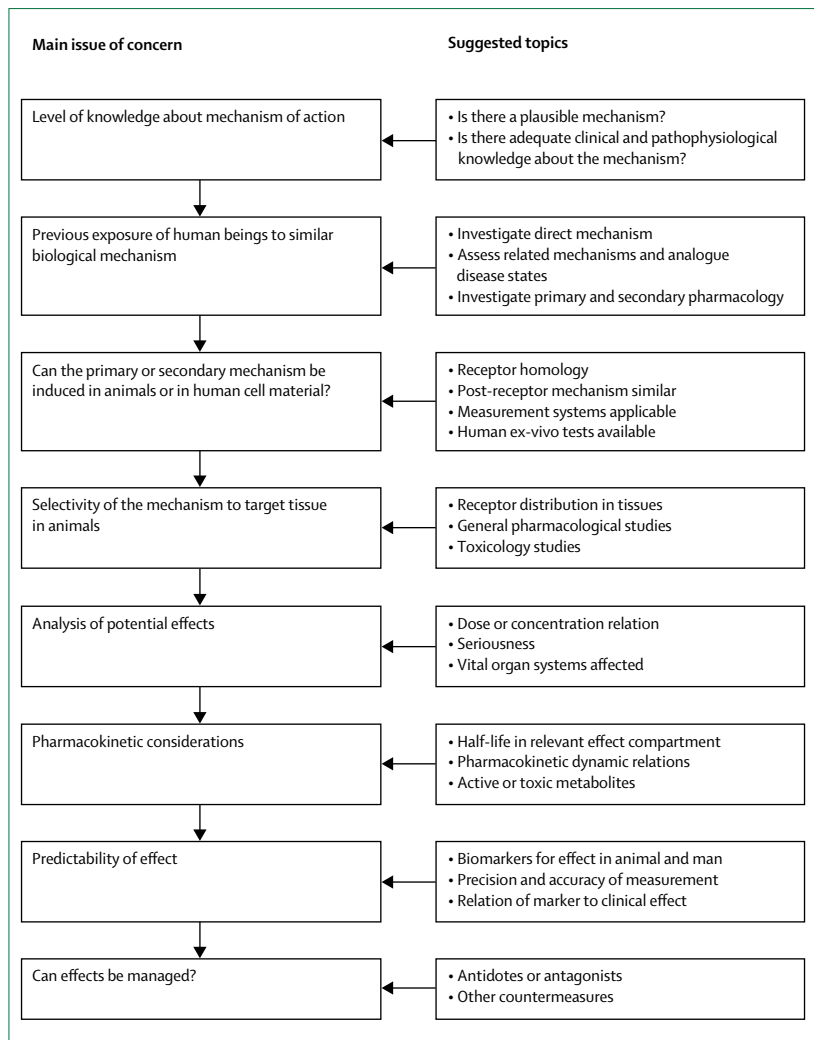 Main issue of concern
Suggested topics
Level of knowledge about mechanism of action
• Is there a plausible mechanism?
• Is there adequate clinical and pathophysiological
knowledge about the mechanism?
Previous exposure of human beings to similar
biological mechanism
• Investigate direct mechanism
• Assess related mechanisms and analogue
disease states
• Investigate primary and secondary pharmacology
Can the primary or secondary mechanism be
induced in animals or in human cell material?
• Receptor homology
• Post-receptor mechanism similar
• Measurement systems applicable
• Human ex-vivo tests available
Selectivity of the mechanism to target tissue
in animals
• Receptor distribution in tissues
• General pharmacological studies
• Toxicology studies
Analysis of potential effects
• Dose or concentration relation
• Seriousness
• Vital organ systems affected
Pharmacokinetic considerations
• Half-life in relevant effect compartment
• Pharmacokinetic dynamic relations
• Active or toxic metabolites
Predictability of effect
• Biomarkers for effect in animal and man
• Precision and accuracy of measurement
• Relation of marker to clinical effect
Can effects be managed?
• Antidotes or antagonists
• Other countermeasures